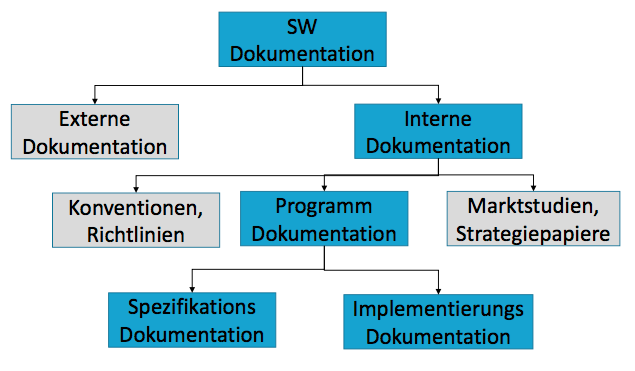 SW
Dokumentation
Externe
Dokumentation
Interne
Dokumentation
Konventionen,
Richtlinien
Programm
Dokumentation
Marktstudien,
Strategiepapiere
Spezifikations
Dokumentation
Implementierungs
Dokumentation